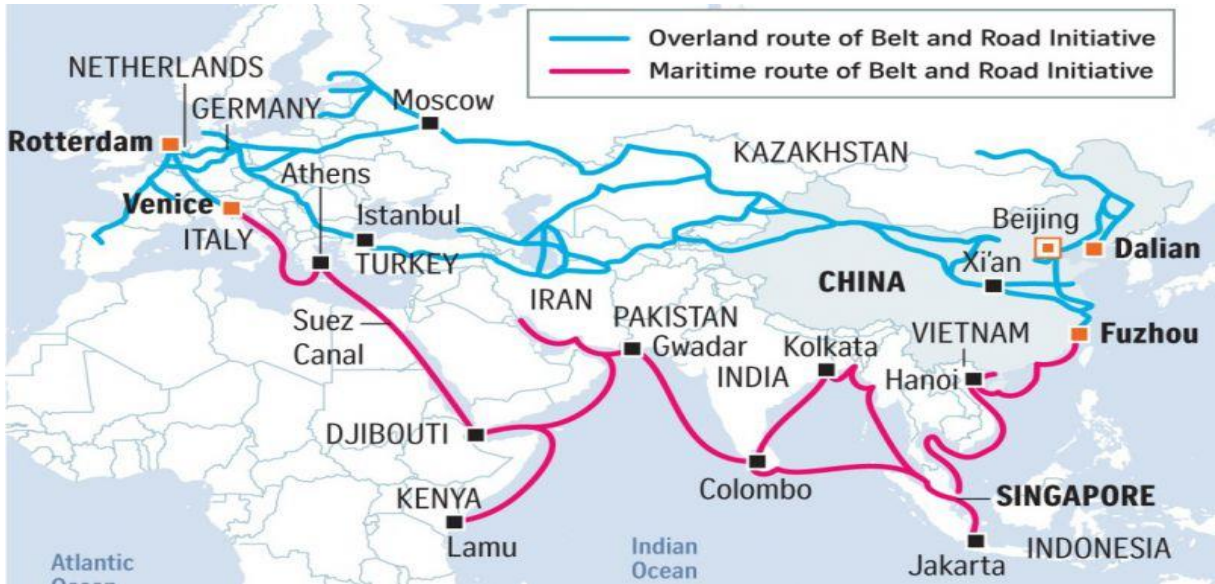 Overland route of Belt and Road Initiative
Maritime route of Belt and Road Initiative
NETHERLANDS
GERMANY
Moscow
Rotterdam
KAZAKHSTAN
Athens
Venice
Istanbul
Beijing
ITALY
TURKEY
Xi'an
Dalian
CHINA
IRAN
Suez
Canal
PAKISTAN
Gwadar
Kolkata
VIETNAM
Fuzhou
INDIA
Hanoi
DJIBOUTI
Colombo
KENYA
SINGAPORE
Lamu
Indian
Ocean
Jakarta
INDONESIA
Atlantic
Ocean